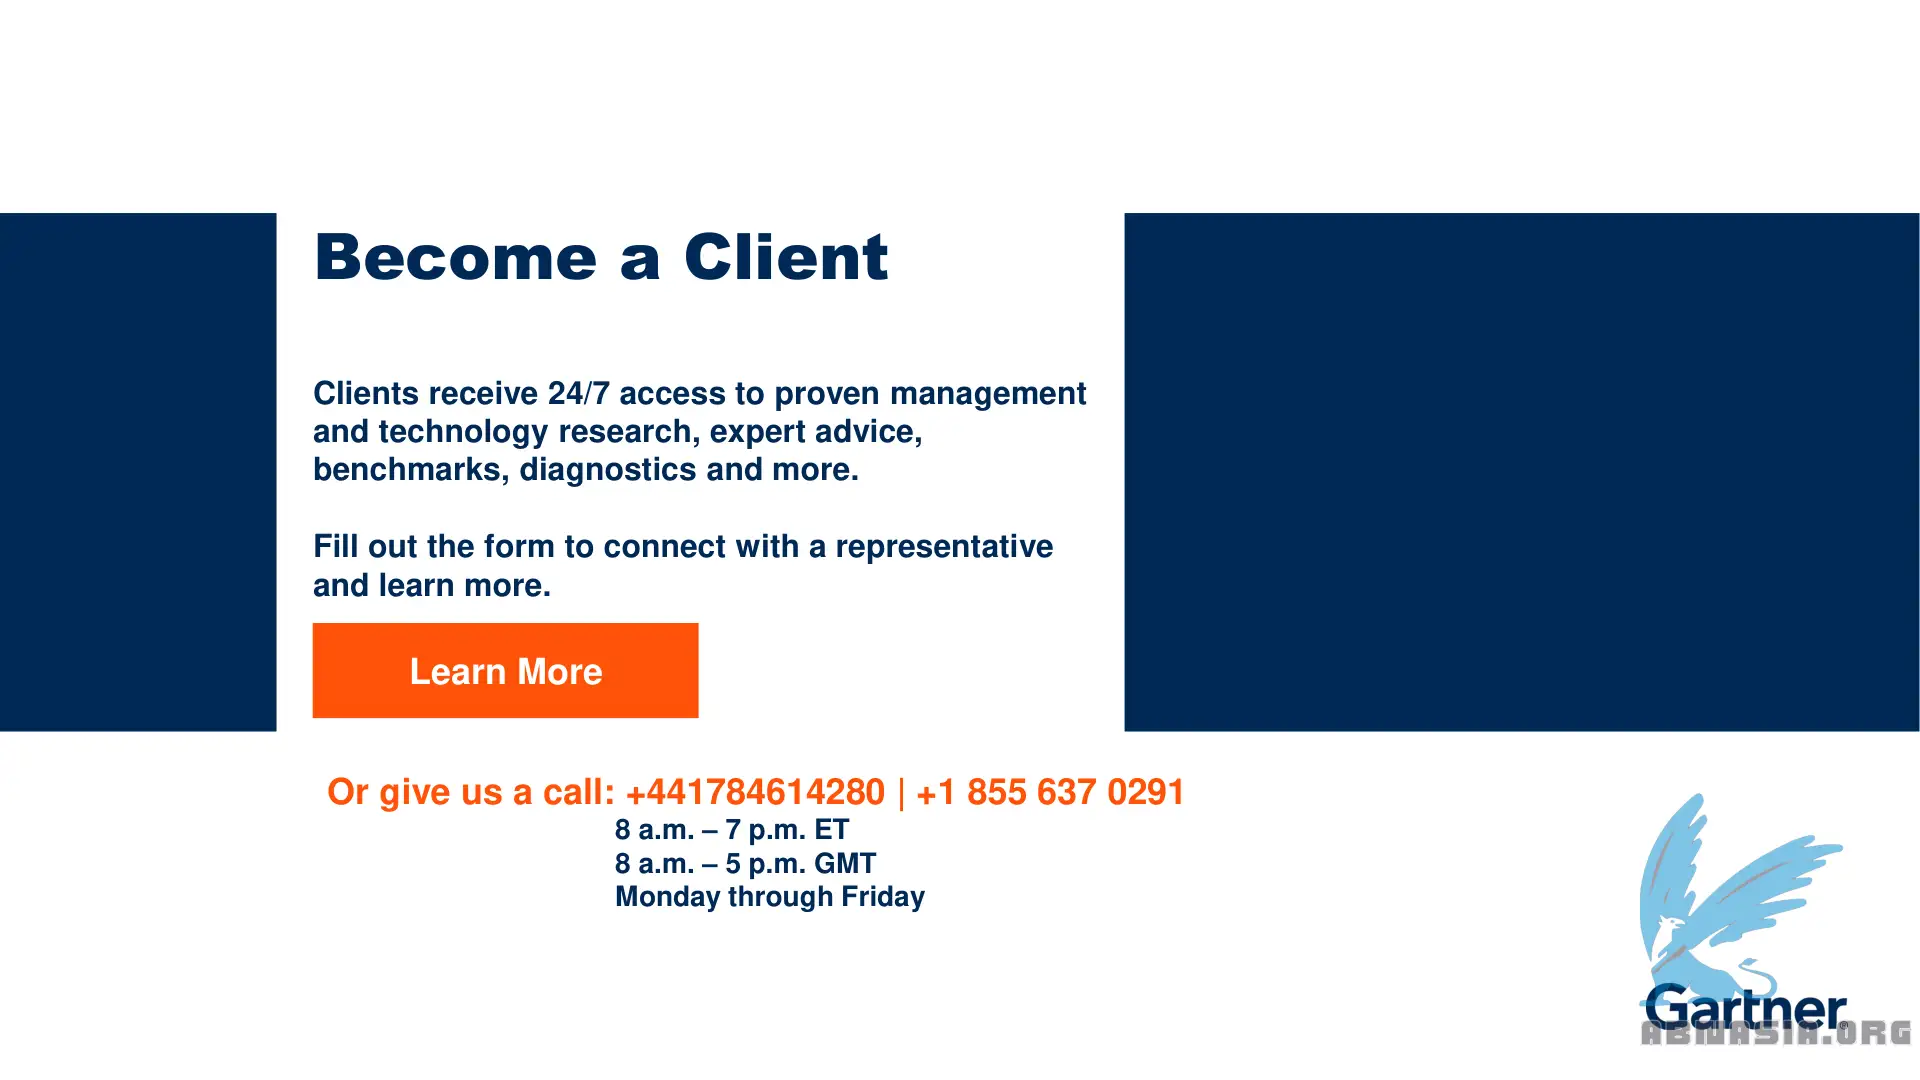 Become a Client
Clients receive 24/7 access to proven management
and technology research, expert advice,
benchmarks, diagnostics and more.
Fill out the form to connect with a representative
and learn more.
Learn More
Or give us a call: +441784614280 | +1 855 637 0291
8 a.m. – 7 p.m. ET
8 a.m. – 5 p.m. GMT
Monday through Friday
Gartner
ABNASIA.ORG